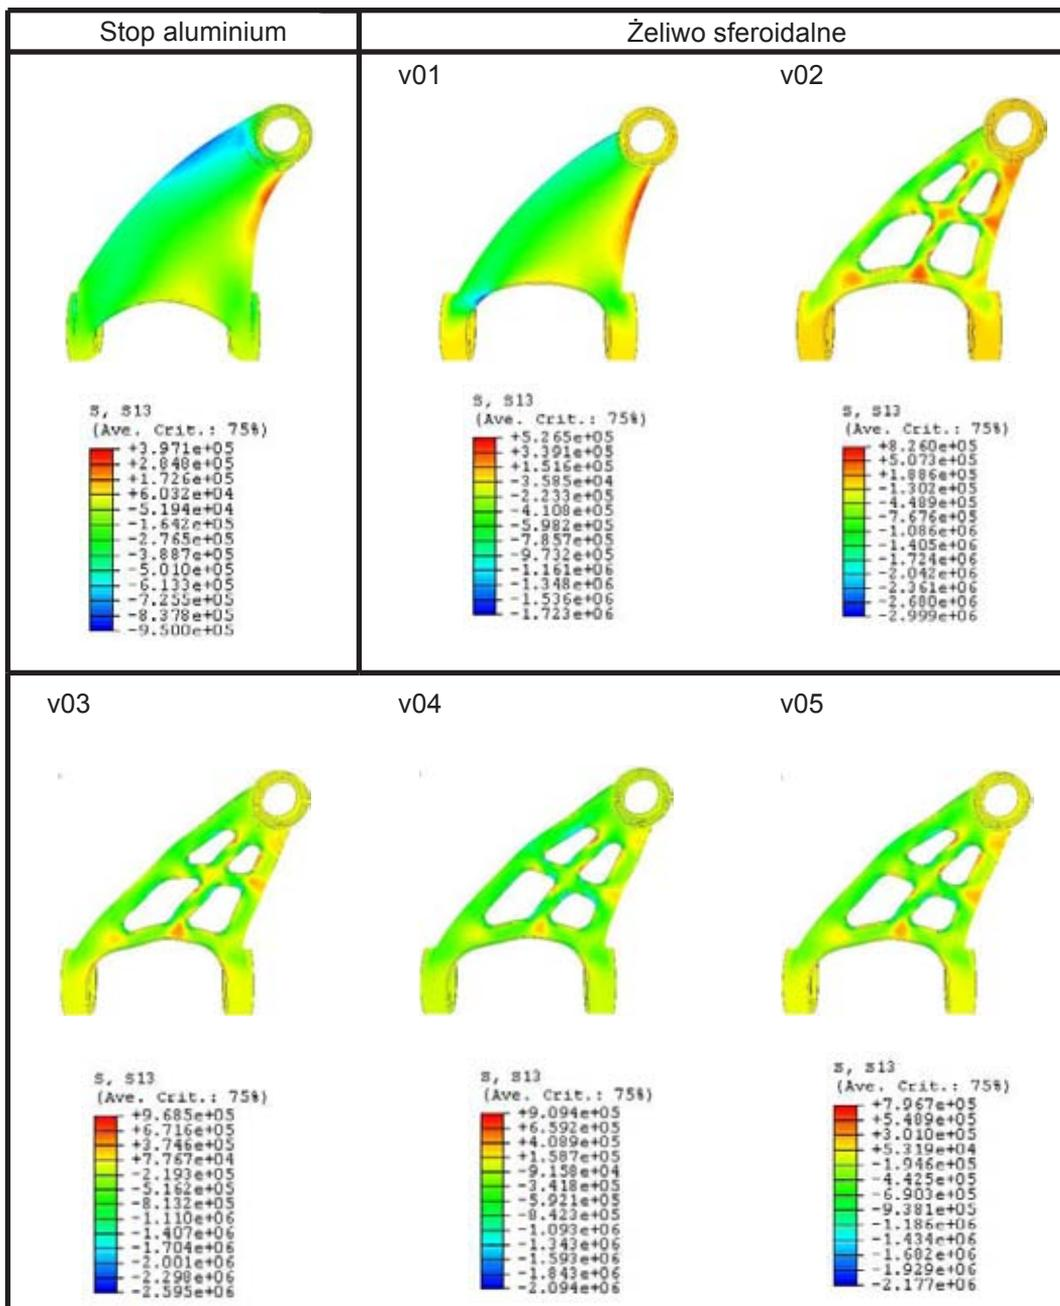 Stop aluminium
Żeliwo sferoidalne
v01
v02
S, S13
(Ave. Crit.: 75%)
+3.971e+05
+2.848e+05
+1.726e+05
+6.032e+04
-5.194e+04
-1.642e+05
-2.765e+05
-3.887e+05
-5.010e+05
-6.133e+05
-7.255e+05
-8.378e+05
-9.500e+05
S, S13
(Ave. Crit.: 75%)
+5.265e+05
+3.391e+05
+1.516e+05
-3.585e+04
-2.233e+05
-4.108e+05
-5.982e+05
-7.857e+05
-9.732e+05
-1.161e+06
-1.348e+06
-1.536e+06
-1.723e+06
S, S13
(Ave. Crit.: 75%)
+8.260e+05
+5.073e+05
+1.886e+05
-1.302e+05
-4.489e+05
-7.676e+05
-1.086e+06
-1.405e+06
-1.724e+06
-2.042e+06
-2.361e+06
-2.680e+06
-2.999e+06
v03
v04
v05
S, S13
(Ave. Crit.: 75%)
+9.685e+05
+6.716e+05
+3.746e+05
+7.767e+04
-2.193e+05
-5.162e+05
-8.132e+05
-1.110e+06
-1.407e+06
-1.704e+06
-2.001e+06
-2.298e+06
-2.595e+06
S, S13
(Ave. Crit.: 75%)
+9.094e+05
+6.592e+05
+4.089e+05
+1.587e+05
-9.158e+04
-3.418e+05
-5.921e+05
-8.423e+05
-1.093e+06
-1.343e+06
-1.593e+06
-1.843e+06
-2.094e+06
S, S13
(Ave. Crit.: 75%)
+7.967e+05
+5.489e+05
+3.010e+05
+5.319e+04
-1.946e+05
-4.425e+05
-6.903e+05
-9.381e+05
-1.186e+06
-1.434e+06
-1.682e+06
-1.929e+06
-2.177e+06